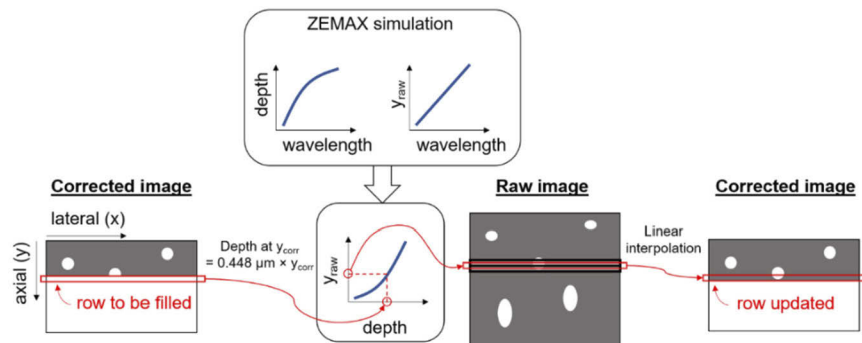 ZEMAX simulation
depth
wavelength
y_raw
wavelength
Corrected image
lateral (x)
axial (y)
row to be filled
Depth at y_corr
= 0.448 μm × y_corr
y_raw
depth
Raw image
Linear
interpolation
Corrected image
row updated